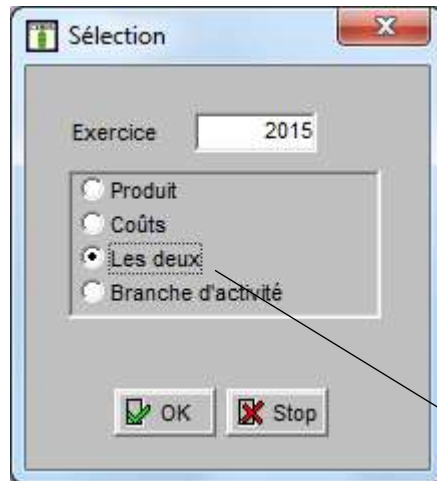 Sélection
Exercice 2015
Produit
Coûts
Les deux
Branche d'activité
OK Stop